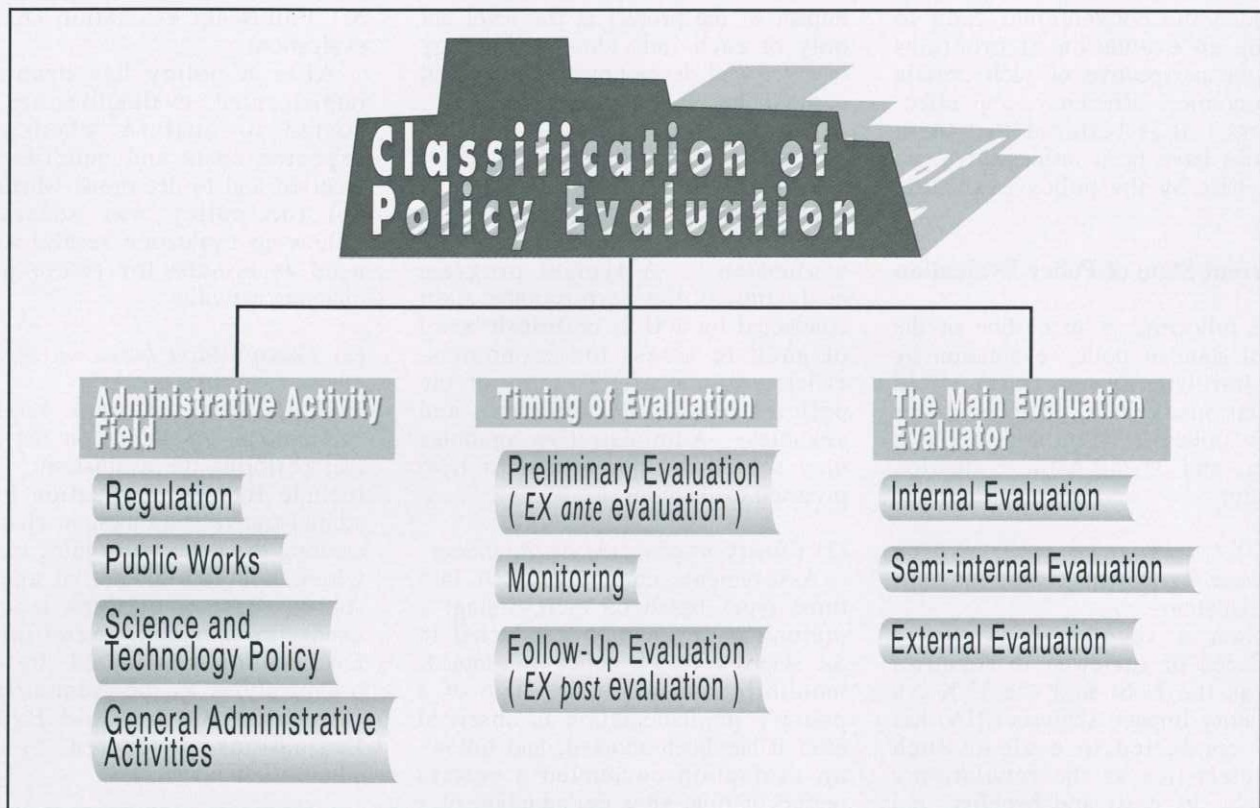 Classification of
Policy Evaluation
Administrative Activity
Field
Regulation
Public Works
Science and
Technology Policy
General Administrative
Activities
Timing of Evaluation
Preliminary Evaluation
( EX ante evaluation )
Monitoring
Follow-Up Evaluation
( EX post evaluation )
The Main Evaluation
Evaluator
Internal Evaluation
Semi-internal Evaluation
External Evaluation